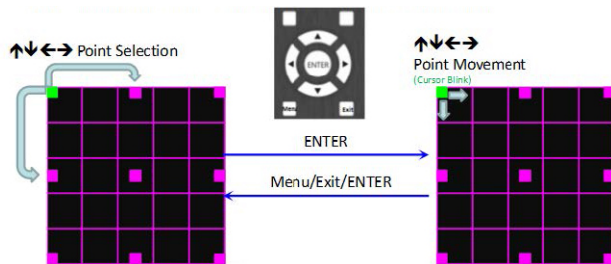 ↑↓←→ Point Selection
ENTER
Menu
Exit
↑↓←→
Point Movement
(Cursor Blink)
ENTER
Menu/Exit/ENTER